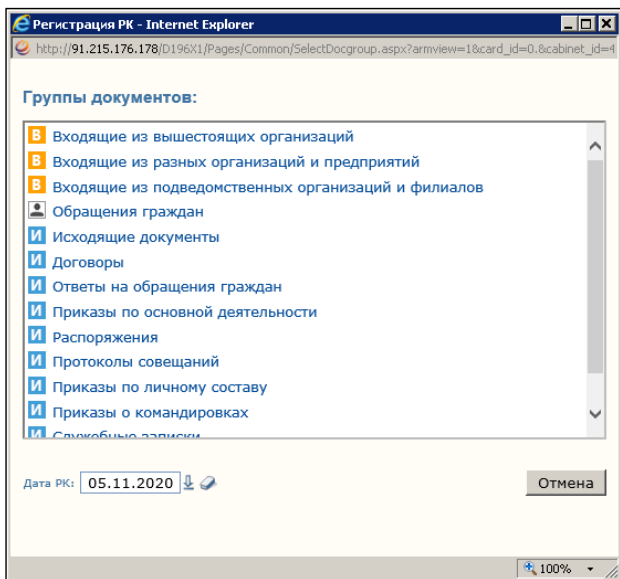 Регистрация РК - Internet Explorer
http://91.215.176.178/D196X1/Pages/Common/SelectDocgroup.aspx?armview=1&card_id=0.&cabinet_id=4
Группы документов:
В Входящие из вышестоящих организаций
В Входящие из разных организаций и предприятий
В Входящие из подведомственных организаций и филиалов
Обращения граждан
И Исходящие документы
И Договоры
И Ответы на обращения граждан
И Приказы по основной деятельности
И Распоряжения
И Протоколы совещаний
И Приказы по личному составу
И Приказы о командировках
И Служебные записки
Дата РК: 05.11.2020
Отмена
100%